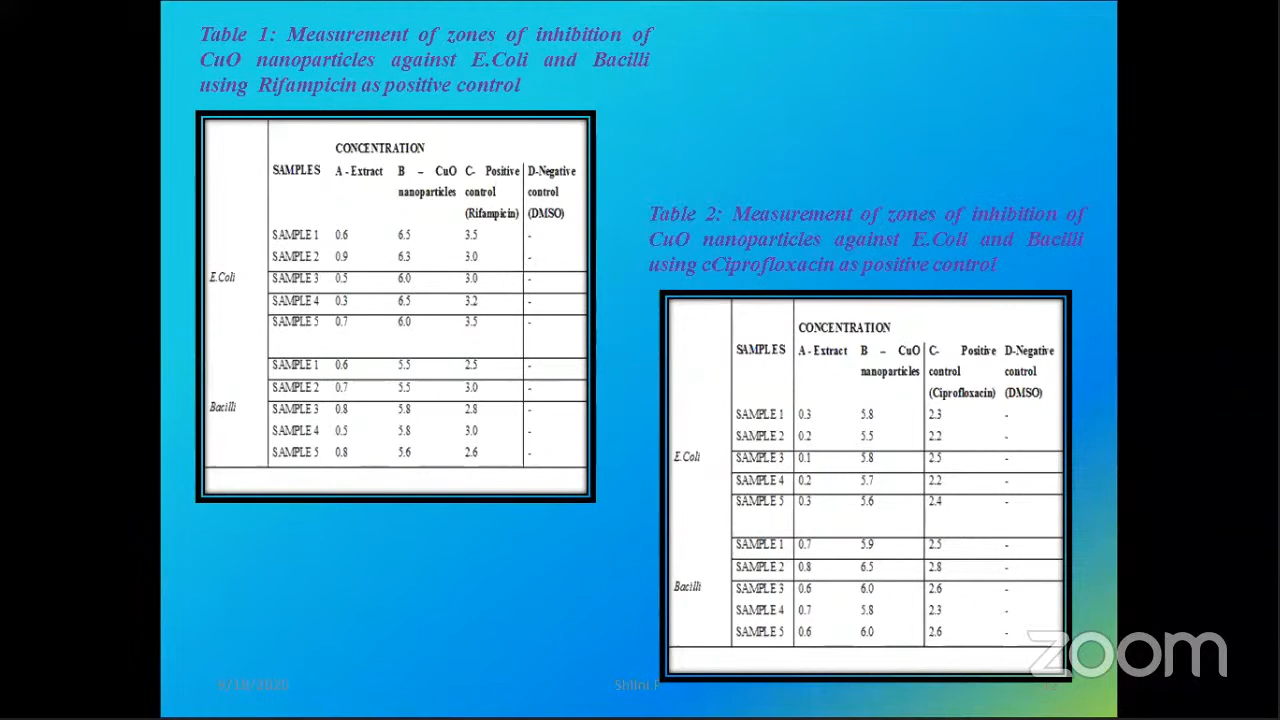 Table 1: Measurement of zones of inhibition of
CuO nanoparticles against E.Coli and Bacilli
using Rifampicin as positive control
CONCENTRATION
SAMPLES A - Extract B – CuO C- Positive D-Negative
nanoparticles control control
(Rifampicin) (DMSO)
SAMPLE 1 0.6 6.5 3.5 -
SAMPLE 2 0.9 6.3 3.0 -
E.Coli SAMPLE 3 0.5 6.0 3.0 -
SAMPLE 4 0.3 6.5 3.2 -
SAMPLE 5 0.7 6.0 3.5 -
SAMPLE 1 0.6 5.5 2.5 -
SAMPLE 2 0.7 5.5 3.0 -
Bacilli SAMPLE 3 0.8 5.8 2.8 -
SAMPLE 4 0.5 5.8 3.0 -
SAMPLE 5 0.8 5.6 2.6 -
Table 2: Measurement of zones of inhibition of
CuO nanoparticles against E.Coli and Bacilli
using cCiprofloxacin as positive control
CONCENTRATION
SAMPLES A - Extract B – CuO C- Positive D-Negative
nanoparticles control control
(Ciprofloxacin) (DMSO)
SAMPLE 1 0.3 5.8 2.3 -
SAMPLE 2 0.2 5.5 2.2 -
E.Coli SAMPLE 3 0.1 5.8 2.5 -
SAMPLE 4 0.2 5.7 2.2 -
SAMPLE 5 0.3 5.6 2.4 -
SAMPLE 1 0.7 5.9 2.5 -
SAMPLE 2 0.8 6.5 2.8 -
Bacilli SAMPLE 3 0.6 6.0 2.6 -
SAMPLE 4 0.7 5.8 2.3 -
SAMPLE 5 0.6 6.0 2.6 -
zoom